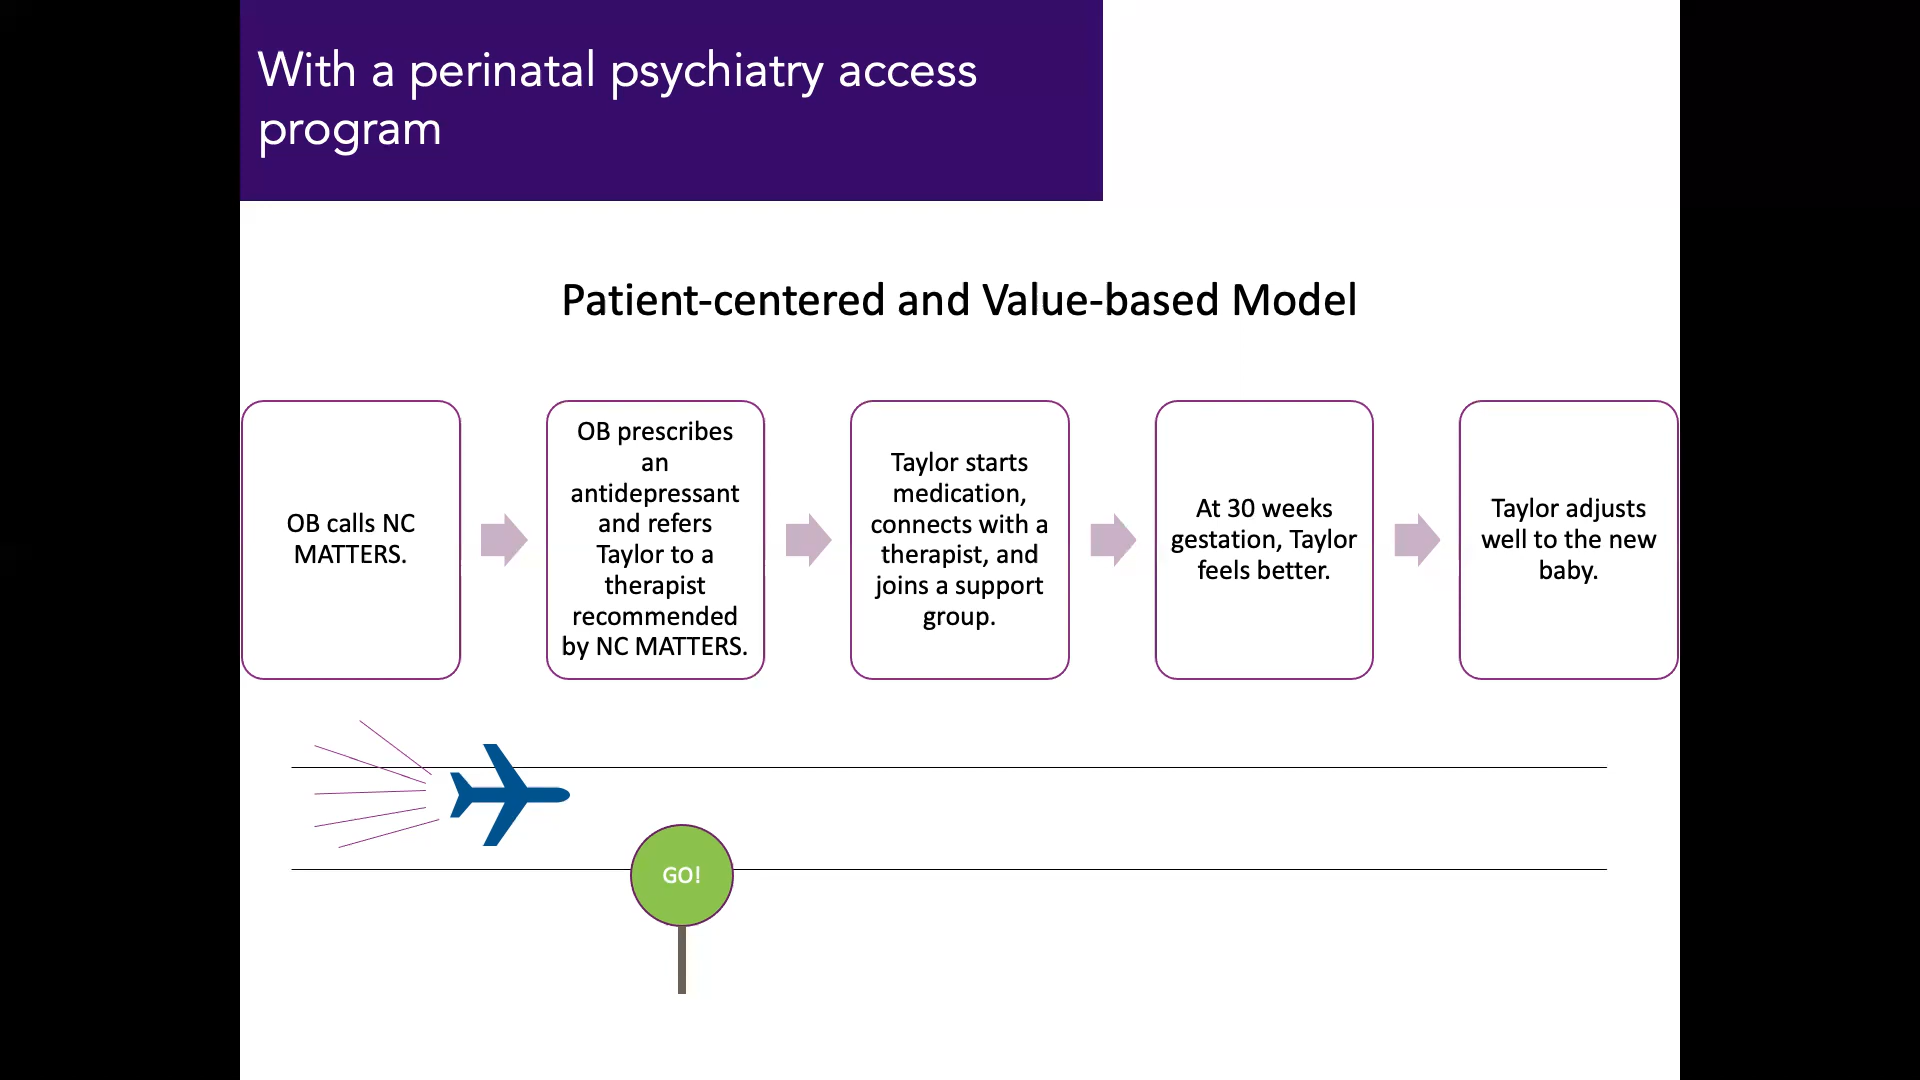 With a perinatal psychiatry access
program
Patient-centered and Value-based Model
OB calls NC
MATTERS.
OB prescribes
an
antidepressant
and refers
Taylor to a
therapist
recommended
by NC MATTERS.
Taylor starts
medication,
connects with a
therapist, and
joins a support
group.
At 30 weeks
gestation, Taylor
feels better.
Taylor adjusts
well to the new
baby.
GO!